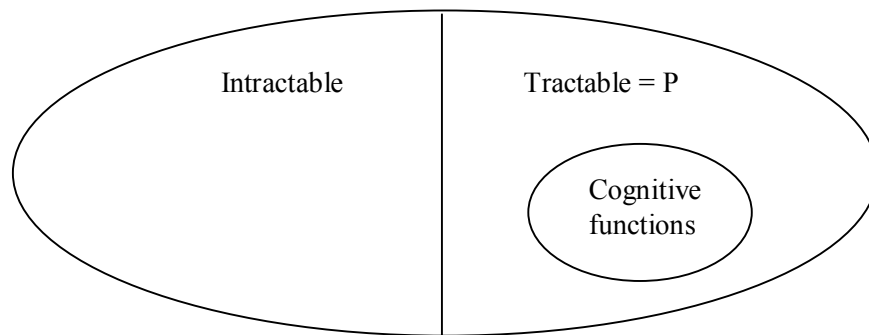 Intractable
Tractable = P
Cognitive
functions